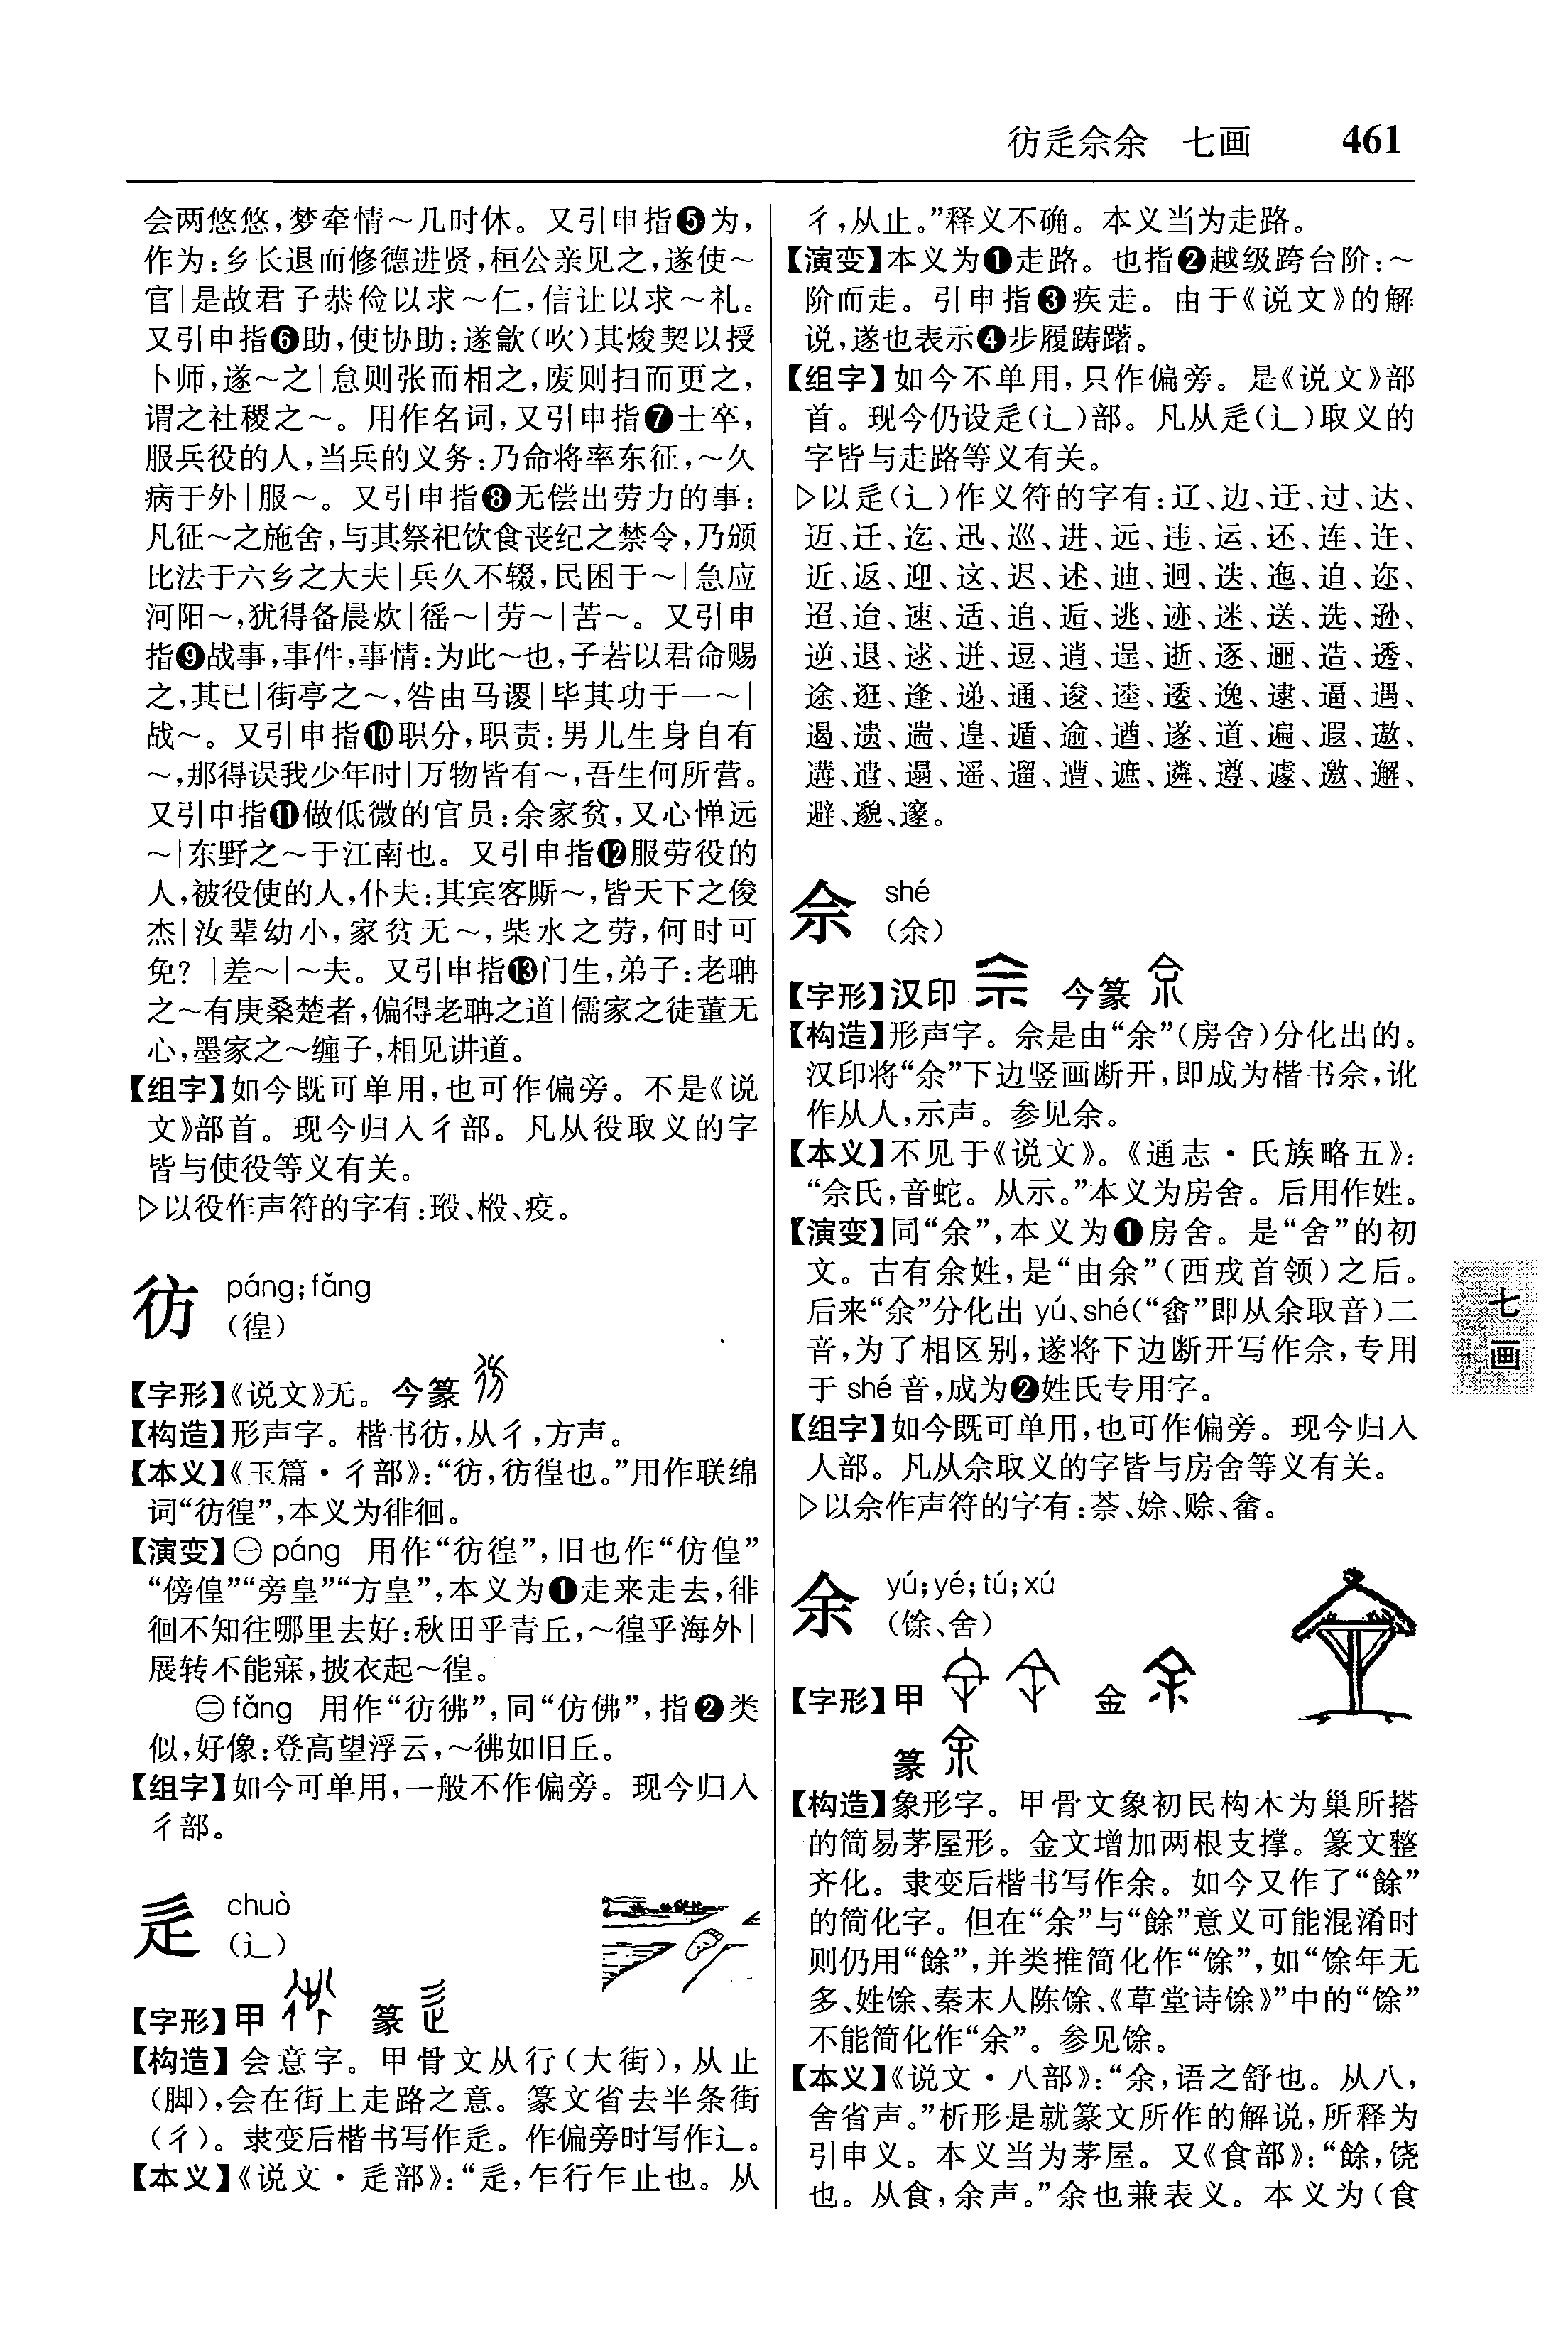 彷辵佘余 七画 461
会两悠悠,梦牵情～几时休。又引申指❺为,
作为:乡长退而修德进贤,桓公亲见之,遂使～
官|是故君子恭俭以求～仁,信让以求～礼。
又引申指❻助,使协助:遂龡(吹)其焌契以授
卜师,遂～之|怠则张而相之,废则扫而更之,
谓之社稷之～。用作名词,又引申指❼士卒,
服兵役的人,当兵的义务:乃命将率东征,～久
病于外|服～。又引申指❽无偿出劳力的事:
凡征～之施舍,与其祭祀饮食丧纪之禁令,乃颁
比法于六乡之大夫|兵久不辍,民困于～|急应
河阳～,犹得备晨炊|徭～|劳～|苦～。又引申
指❾战事,事件,事情:为此～也,子若以君命赐
之,其已|街亭之～,咎由马谡|毕其功于一～|
战～。又引申指❿职分,职责:男儿生身自有
～,那得误我少年时|万物皆有～,吾生何所营。
又引申指⓫做低微的官员:余家贫,又心惮远
～|东野之～于江南也。又引申指⓬服劳役的
人,被役使的人,仆夫:其宾客厮～,皆天下之俊
杰|汝辈幼小,家贫无～,柴水之劳,何时可
免?|差～|～夫。又引申指⓭门生,弟子:老聃
之～有庚桑楚者,偏得老聃之道|儒家之徒董无
心,墨家之～缠子,相见讲道。
【组字】如今既可单用,也可作偏旁。不是《说
文》部首。现今归入彳部。凡从役取义的字
皆与使役等义有关。
▷以役作声符的字有:瑖、椴、疫。
彷 páng;fǎng
(徨)
【字形】《说文》无。今篆
【构造】形声字。楷书彷,从彳,方声。
【本义】《玉篇·彳部》:“彷,彷徨也。”用作联绵
词“彷徨”,本义为徘徊。
【演变】㊀páng 用作“彷徨”,旧也作“仿偟”
“傍偟”“旁皇”“方皇”,本义为❶走来走去,徘
徊不知往哪里去好:秋田乎青丘,～徨乎海外|
展转不能寐,披衣起～徨。
㊁fǎng 用作“彷彿”,同“仿佛”,指❷类
似,好像:登高望浮云,～彿如旧丘。
【组字】如今可单用,一般不作偏旁。现今归入
彳部。
辵 chuò
(辶)
【字形】甲 篆
【构造】会意字。甲骨文从行(大街),从止
(脚),会在街上走路之意。篆文省去半条街
(彳)。隶变后楷书写作辵。作偏旁时写作辶。
【本义】《说文·辵部》:“辵,乍行乍止也。从
彳,从止。”释义不确。本义当为走路。
【演变】本义为❶走路。也指❷越级跨台阶:～
阶而走。引申指❸疾走。由于《说文》的解
说,遂也表示❹步履踌躇。
【组字】如今不单用,只作偏旁。是《说文》部
首。现今仍设辵(辶)部。凡从辵(辶)取义的
字皆与走路等义有关。
▷以辵(辶)作义符的字有:辽、边、迂、过、达、
迈、迁、迄、迅、巡、进、远、违、运、还、连、迕、
近、返、迎、这、迟、述、迪、迥、迭、迤、迫、迩、
迢、迨、速、适、追、逅、逃、迹、迷、送、选、逊、
逆、退、逑、迸、逗、逍、逞、逝、逐、逦、造、透、
途、逛、逢、递、通、逡、逵、逶、逸、逮、逼、遇、
遏、遗、遄、遑、遁、逾、遒、遂、道、遍、遐、遨、
遘、遣、遢、遥、遛、遭、遮、遴、遵、遽、邀、邂、
避、邈、邃。
佘 shé
(余)
【字形】汉印 今篆
【构造】形声字。佘是由“余”(房舍)分化出的。
汉印将“余”下边竖画断开,即成为楷书佘,讹
作从人,示声。参见余。
【本义】不见于《说文》。《通志·氏族略五》:
“佘氏,音蛇。从示。”本义为房舍。后用作姓。
【演变】同“余”,本义为❶房舍。是“舍”的初
文。古有余姓,是“由余”(西戎首领)之后。
后来“余”分化出 yú、shé(“畲”即从余取音)二
音,为了相区别,遂将下边断开写作佘,专用
于 shé 音,成为❷姓氏专用字。
【组字】如今既可单用,也可作偏旁。现今归入
人部。凡从佘取义的字皆与房舍等义有关。
▷以佘作声符的字有:茶、㛗、赊、畲。
余 yú;yé;tú;xú
(馀、舍)
【字形】甲 金
篆
【构造】象形字。甲骨文象初民构木为巢所搭
的简易茅屋形。金文增加两根支撑。篆文整
齐化。隶变后楷书写作余。如今又作了“餘”
的简化字。但在“余”与“餘”意义可能混淆时
则仍用“餘”,并类推简化作“馀”,如“馀年无
多、姓馀、秦末人陈馀、《草堂诗馀》”中的“馀”
不能简化作“余”。参见馀。
【本义】《说文·八部》:“余,语之舒也。从八,
舍省声。”析形是就篆文所作的解说,所释为
引申义。本义当为茅屋。又《食部》:“餘,饶
也。从食,余声。”余也兼表义。本义为(食
七画